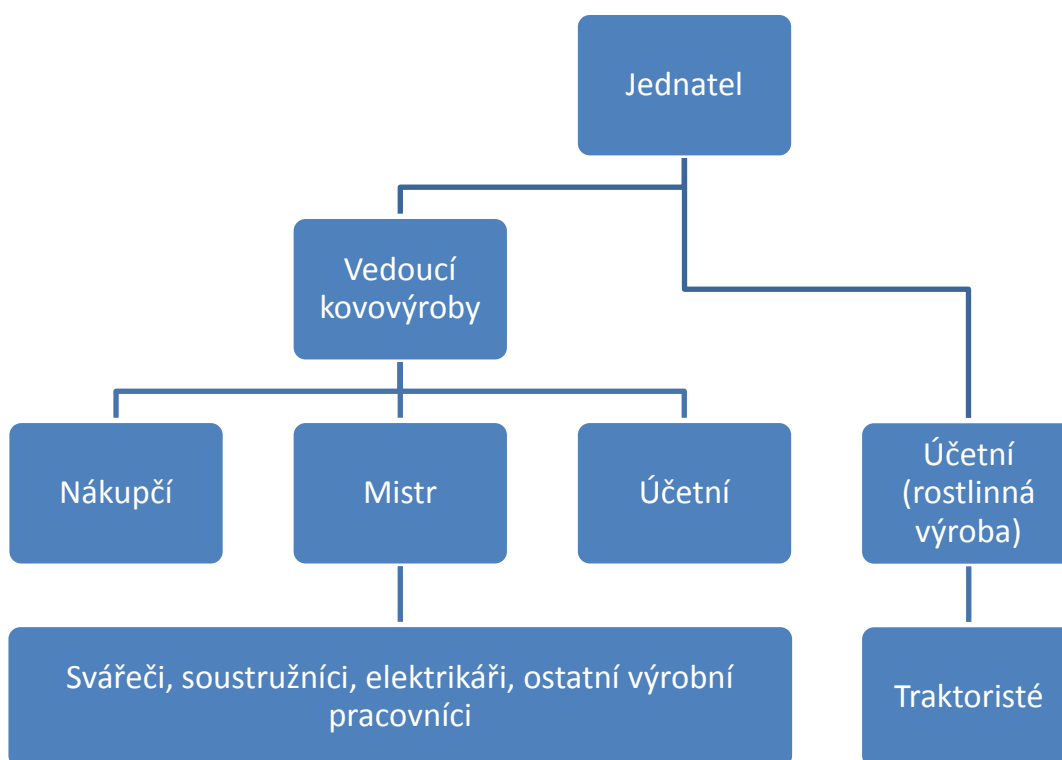 Jednatel
Vedoucí
kovovýroby
Nákupčí
Mistr
Účetní
Účetní
(rostlinná
výroba)
Svářeči, soustružníci, elektrikáři, ostatní výrobní
pracovníci
Traktoristé